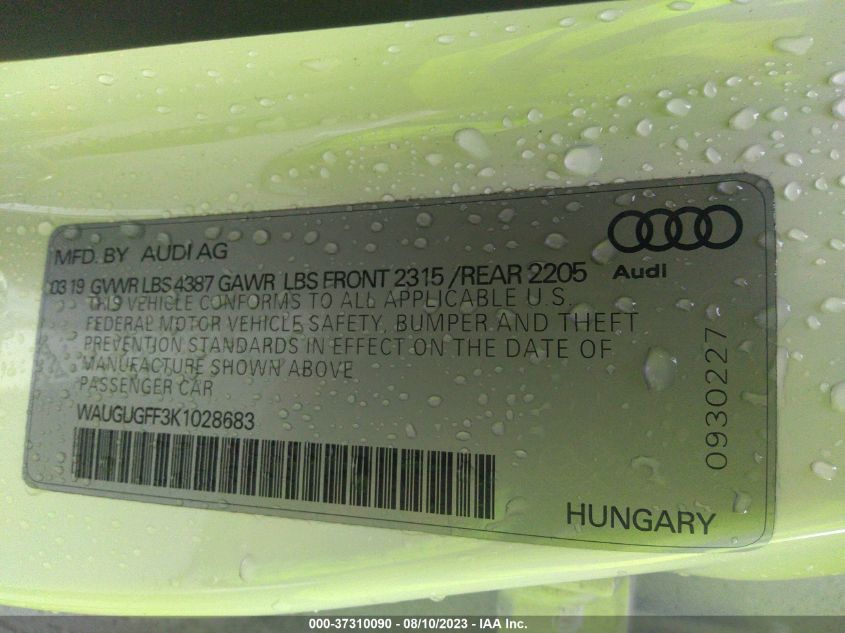 MFD. BY AUDI AG
0319 GVWR LBS 4387 GAWR LBS FRONT 2315 / REAR 2205
THIS VEHICLE CONFORMS TO ALL APPLICABLE U.S.
FEDERAL MOTOR VEHICLE SAFETY, BUMPER AND THEFT
PREVENTION STANDARDS IN EFFECT ON THE DATE OF
MANUFACTURE SHOWN ABOVE
PASSENGER CAR
WAUGUGFF3K1028683
Audi
0930227
HUNGARY
000-37310090 - 08/10/2023 - IAA Inc.